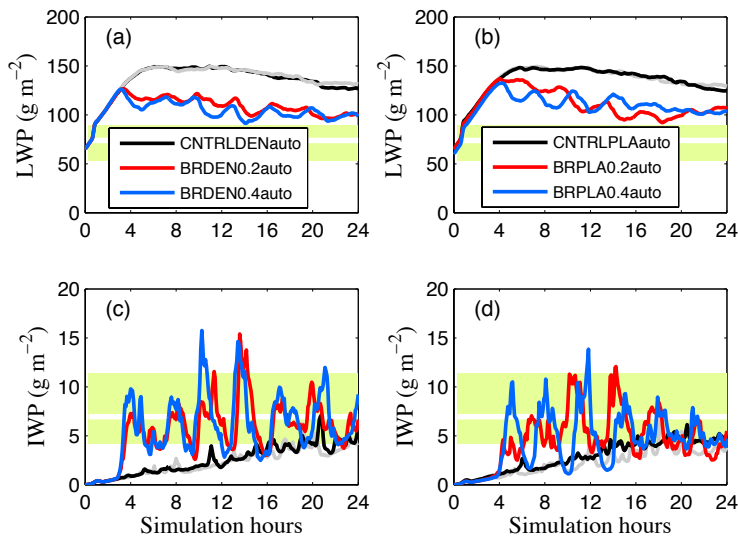 (a)
LWP (g m⁻²)
200
150
100
50
0
0 4 8 12 16 20 24
CNTRLDENauto
BRDEN0.2auto
BRDEN0.4auto
(b)
LWP (g m⁻²)
200
150
100
50
0
0 4 8 12 16 20 24
CNTRLPLAauto
BRPLA0.2auto
BRPLA0.4auto
(c)
IWP (g m⁻²)
20
15
10
5
0
0 4 8 12 16 20 24
Simulation hours
(d)
IWP (g m⁻²)
20
15
10
5
0
0 4 8 12 16 20 24
Simulation hours